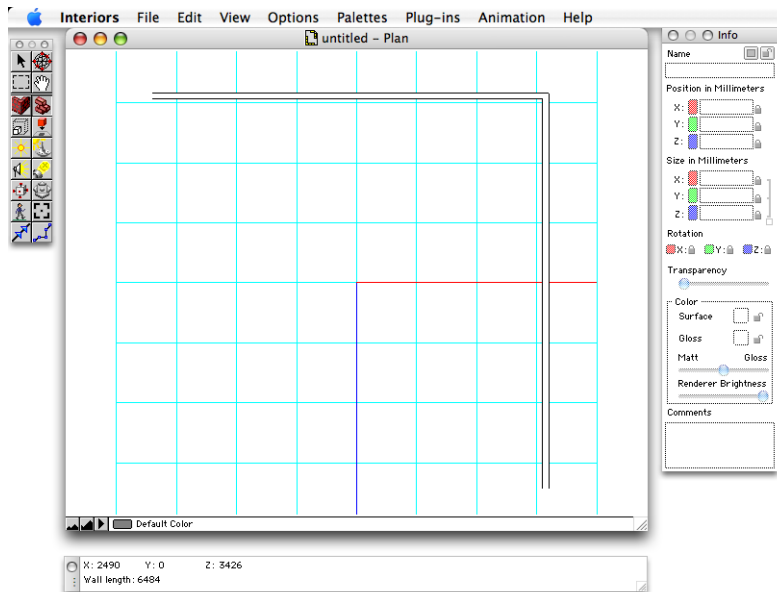 Interiors File Edit View Options Palettes Plug-ins Animation Help
untitled – Plan
Default Color
X: 2490 Y: 0 Z: 3426
Wall length: 6484
Info
Name
Position in Millimeters
X:
Y:
Z:
Size in Millimeters
X:
Y:
Z:
Rotation
X: Y: Z:
Transparency
Color
Surface
Gloss
Matt Gloss
Renderer Brightness
Comments